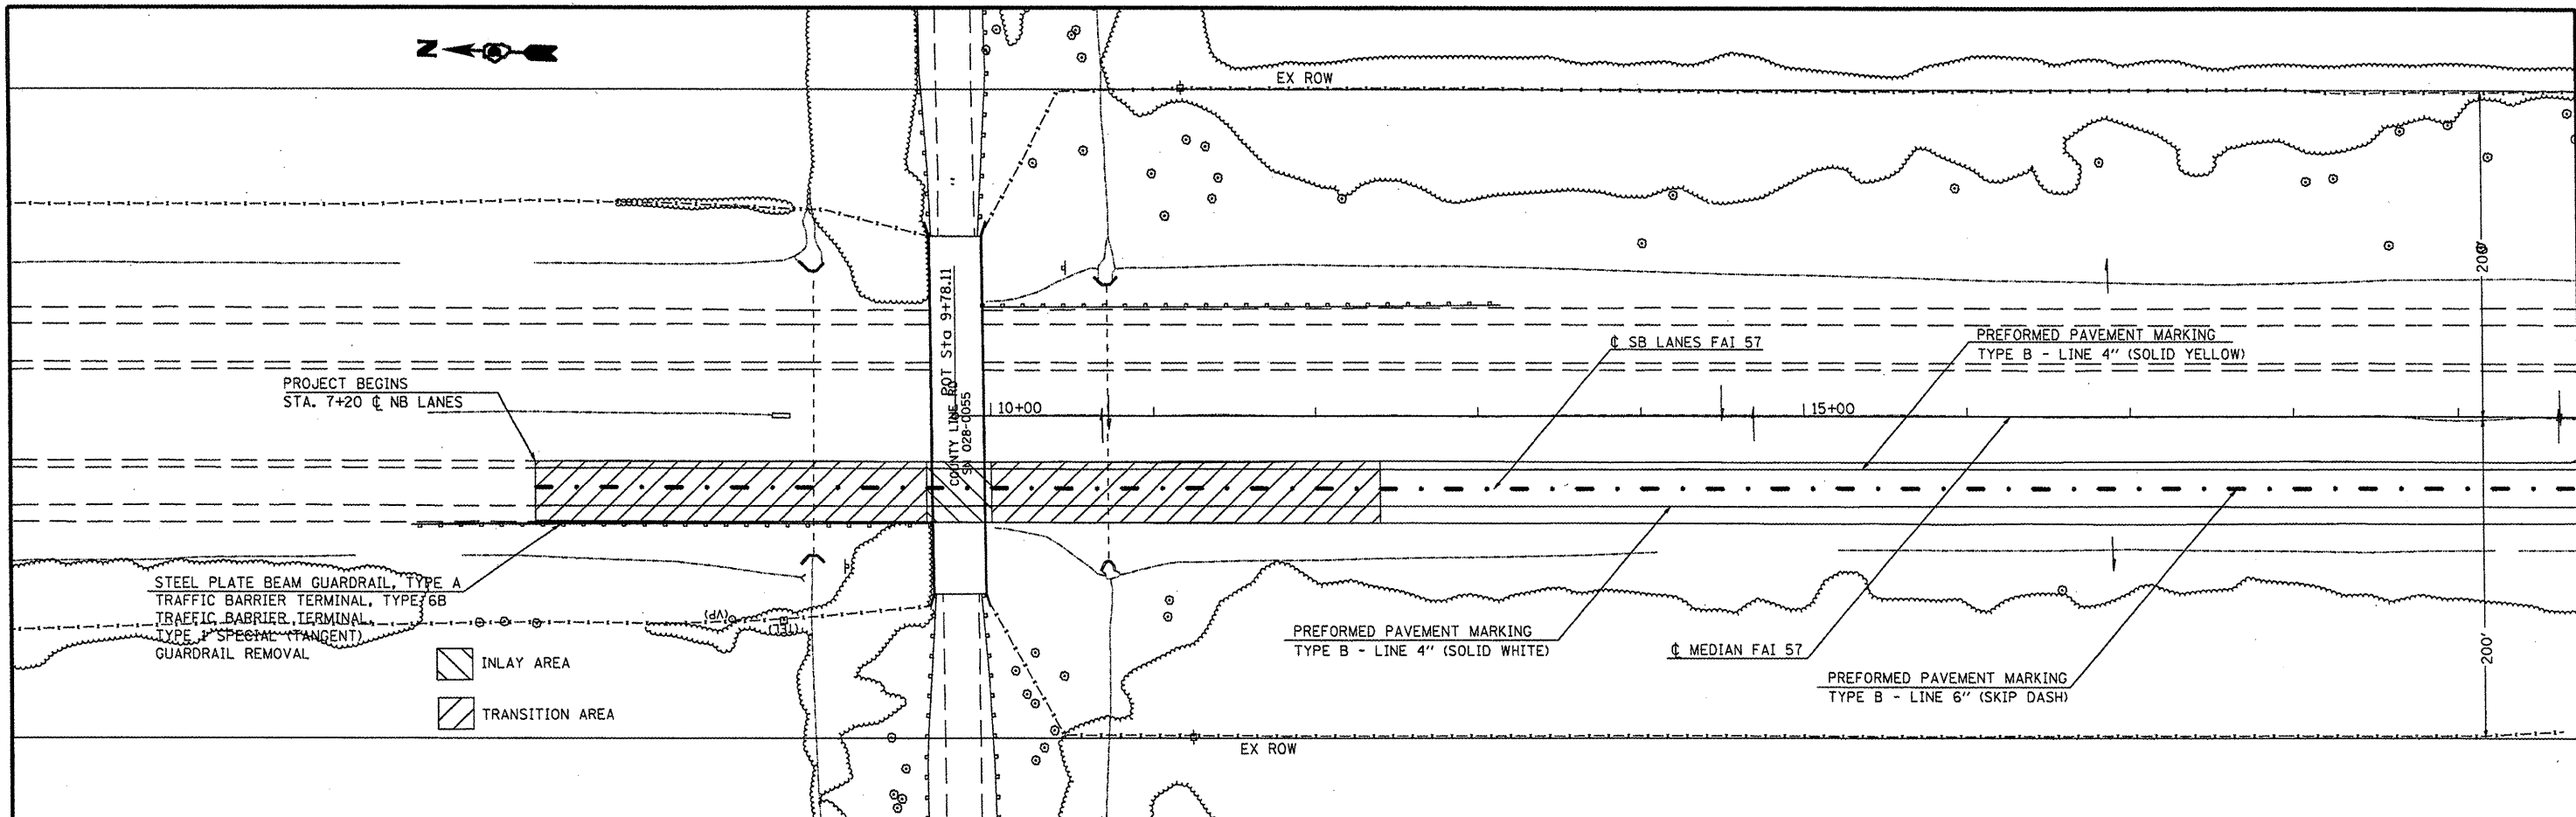 N
EX ROW
200'
POT Sta 9+78.11
COUNTY LINE RD
SN 028-0055
℄ SB LANES FAI 57
PREFORMED PAVEMENT MARKING
TYPE B - LINE 4" (SOLID YELLOW)
PROJECT BEGINS
STA. 7+20 ℄ NB LANES
10+00
15+00
STEEL PLATE BEAM GUARDRAIL, TYPE A
TRAFFIC BARRIER TERMINAL, TYPE 6B
TRAFFIC BARRIER TERMINAL,
TYPE 1 SPECIAL (TANGENT)
GUARDRAIL REMOVAL
(VP)
(TEL)
INLAY AREA
TRANSITION AREA
PREFORMED PAVEMENT MARKING
TYPE B - LINE 4" (SOLID WHITE)
℄ MEDIAN FAI 57
PREFORMED PAVEMENT MARKING
TYPE B - LINE 6" (SKIP DASH)
200'
EX ROW